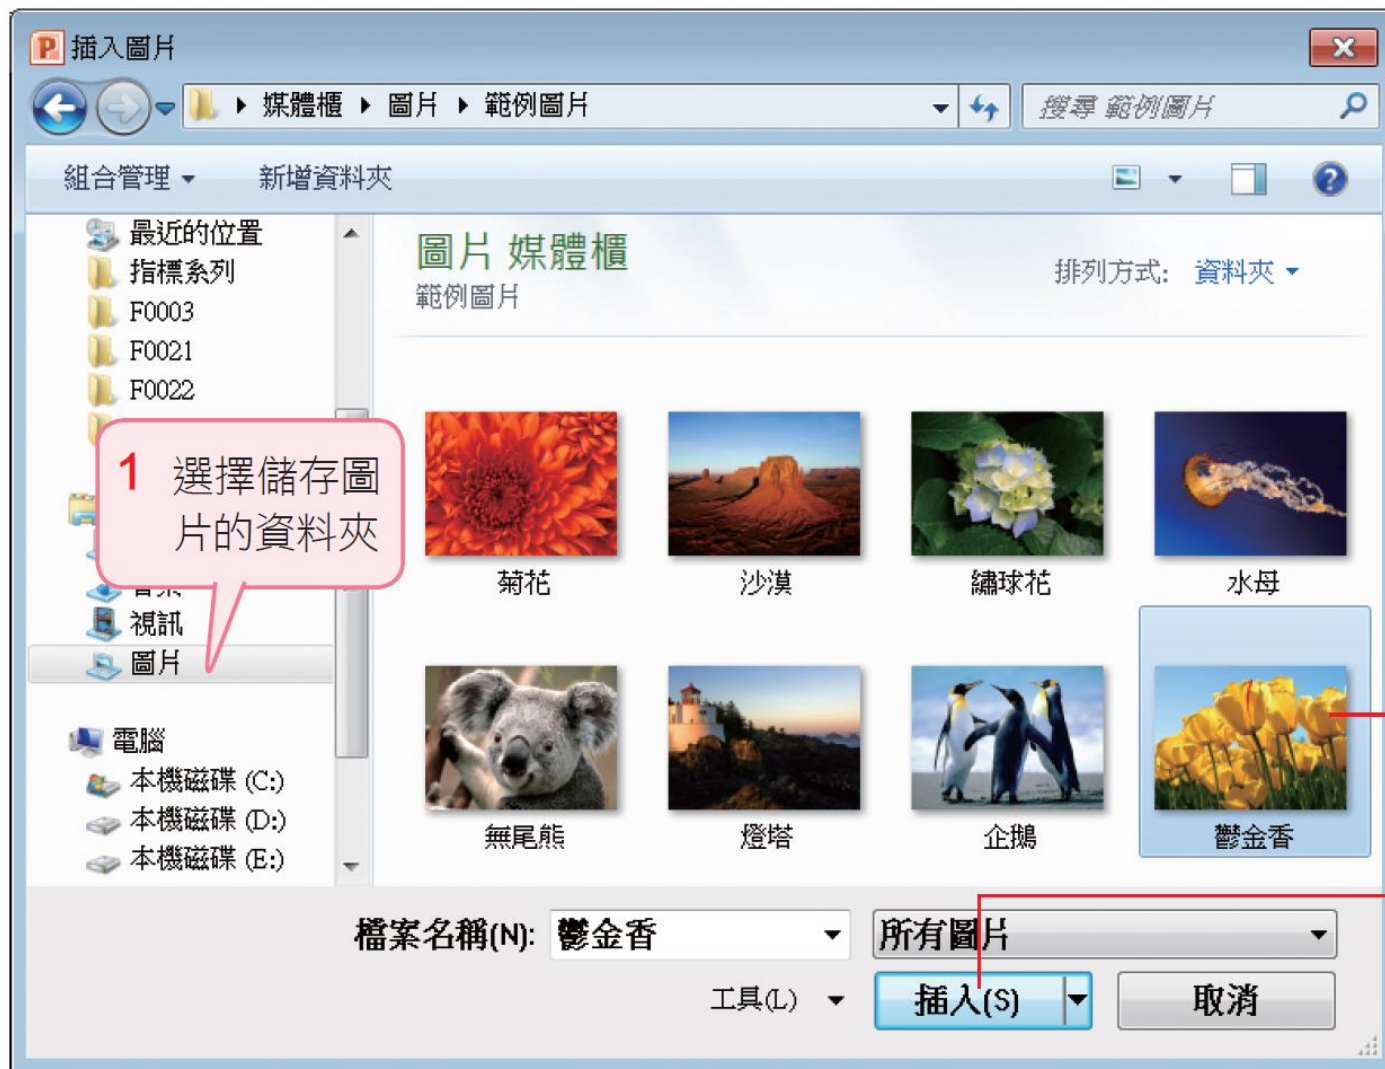 插入圖片
媒體櫃 圖片 範例圖片
搜尋 範例圖片
組合管理 新增資料夾
最近的位置
指標系列
F0003
F0021
F0022
1 選擇儲存圖
片的資料夾
視訊
圖片
電腦
本機磁碟 (C:)
本機磁碟 (D:)
本機磁碟 (E:)
圖片 媒體櫃
範例圖片
排列方式: 資料夾
菊花 沙漠 繡球花 水母
無尾熊 燈塔 企鵝 鬱金香
檔案名稱(N): 鬱金香 所有圖片
工具(L) 插入(S) 取消